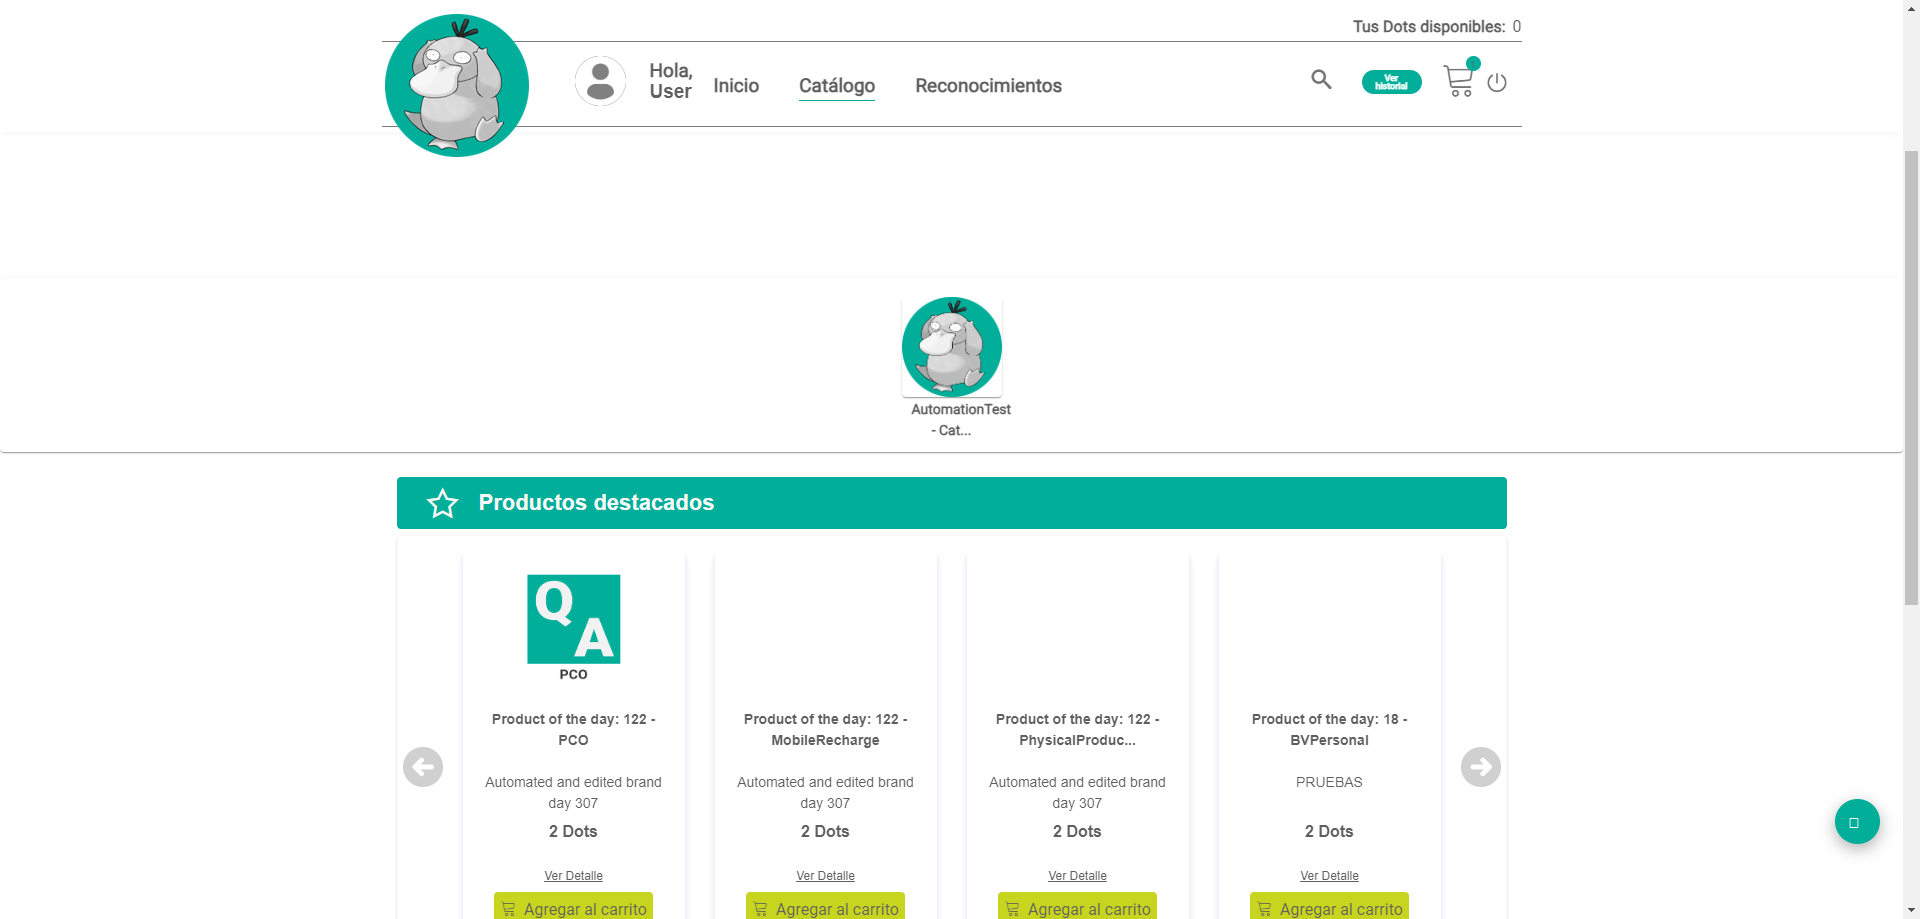 Tus Dots disponibles: 0
Hola,
User
Inicio
Catálogo
Reconocimientos
Ver
historial
AutomationTest
- Cat...
Productos destacados
QA
PCO
Product of the day: 122 -
PCO
Automated and edited brand
day 307
2 Dots
Ver Detalle
Agregar al carrito
Product of the day: 122 -
MobileRecharge
Automated and edited brand
day 307
2 Dots
Ver Detalle
Agregar al carrito
Product of the day: 122 -
PhysicalProduc...
Automated and edited brand
day 307
2 Dots
Ver Detalle
Agregar al carrito
Product of the day: 18 -
BVPersonal
PRUEBAS
2 Dots
Ver Detalle
Agregar al carrito